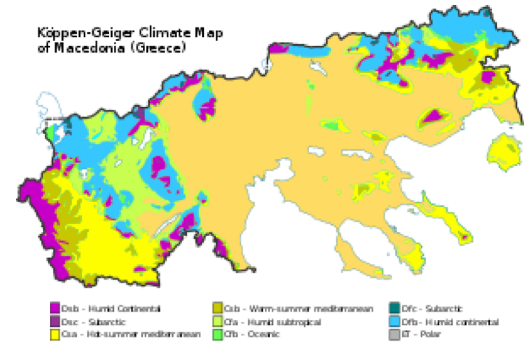 Köppen-Geiger Climate Map
of Macedonia (Greece)
Dsb - Humid Continental
Dsc - Subarctic
Csa - Hot-summer mediterranean
Csb - Warm-summer mediterranean
Cfa - Humid subtropical
Cfb - Oceanic
Dfc - Subarctic
Dfb - Humid continental
ET - Polar